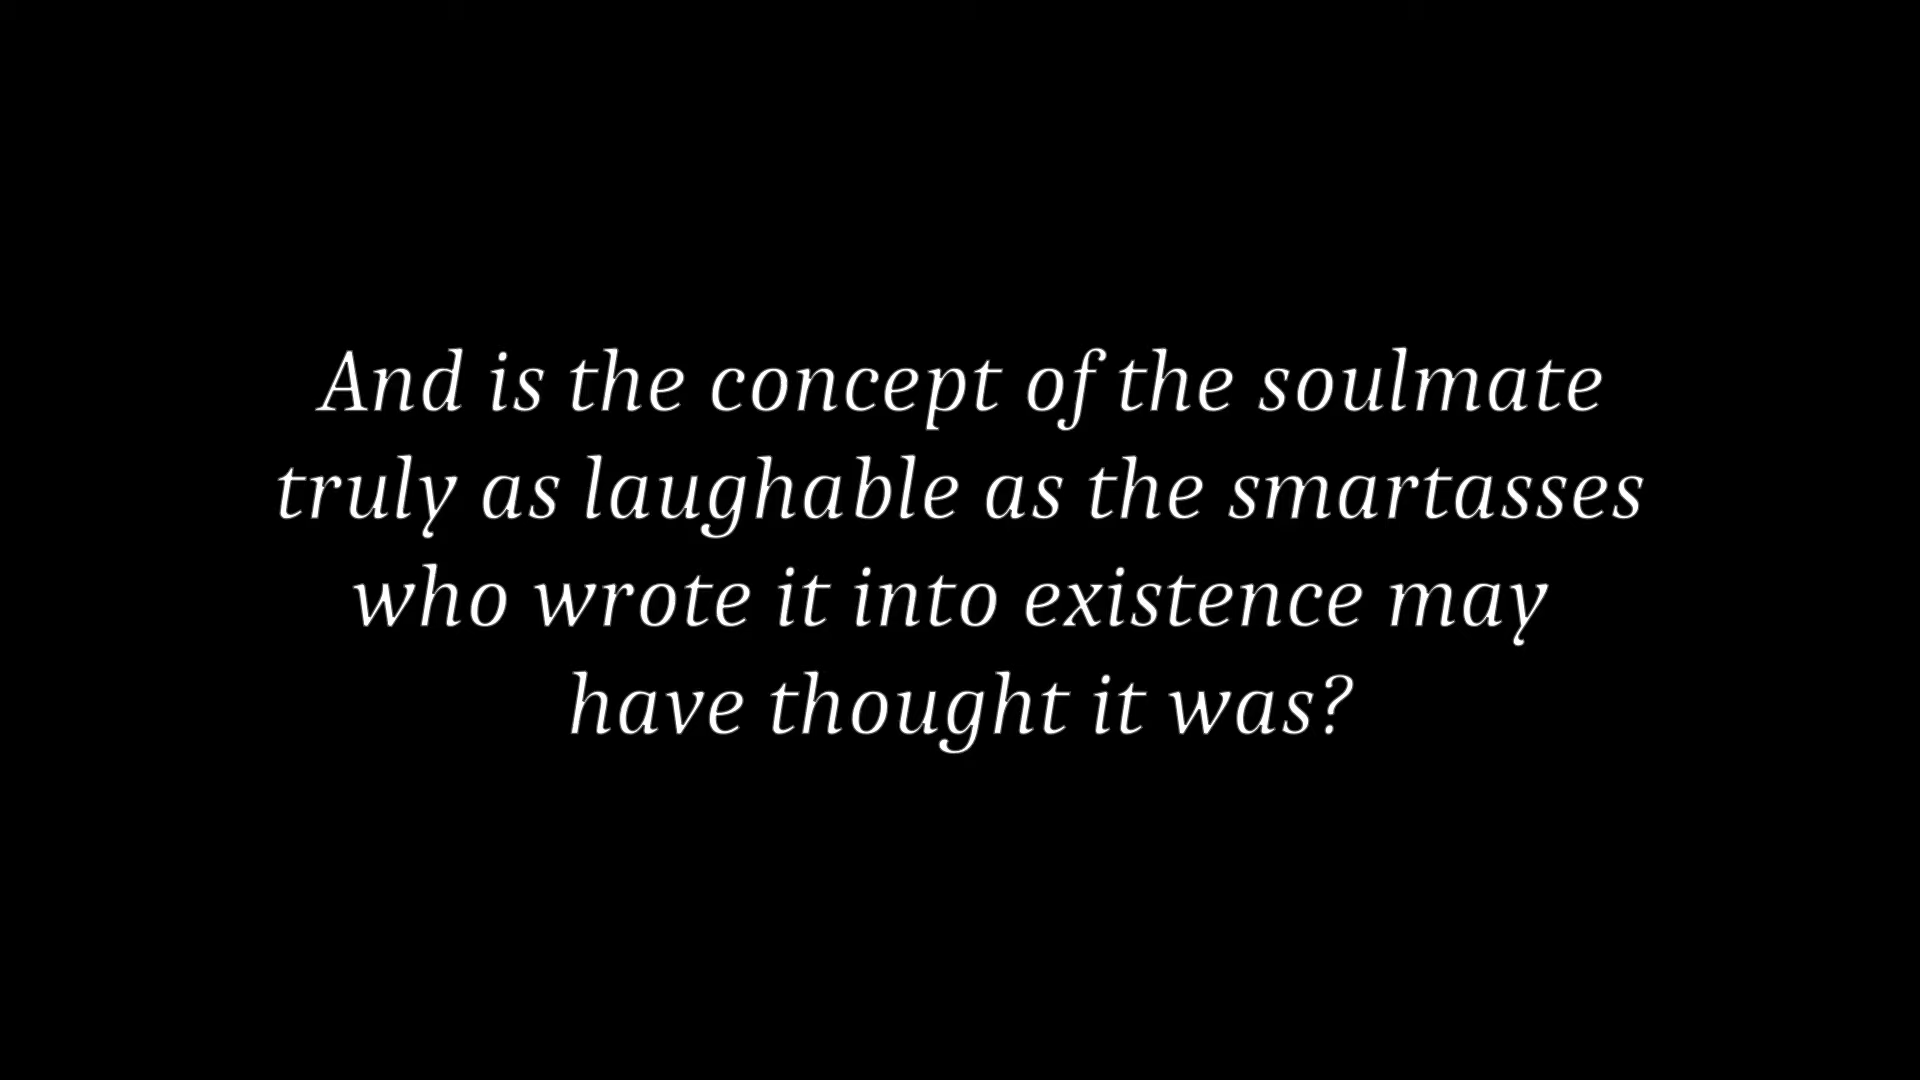 And is the concept of the soulmate
truly as laughable as the smartasses
who wrote it into existence may
have thought it was?